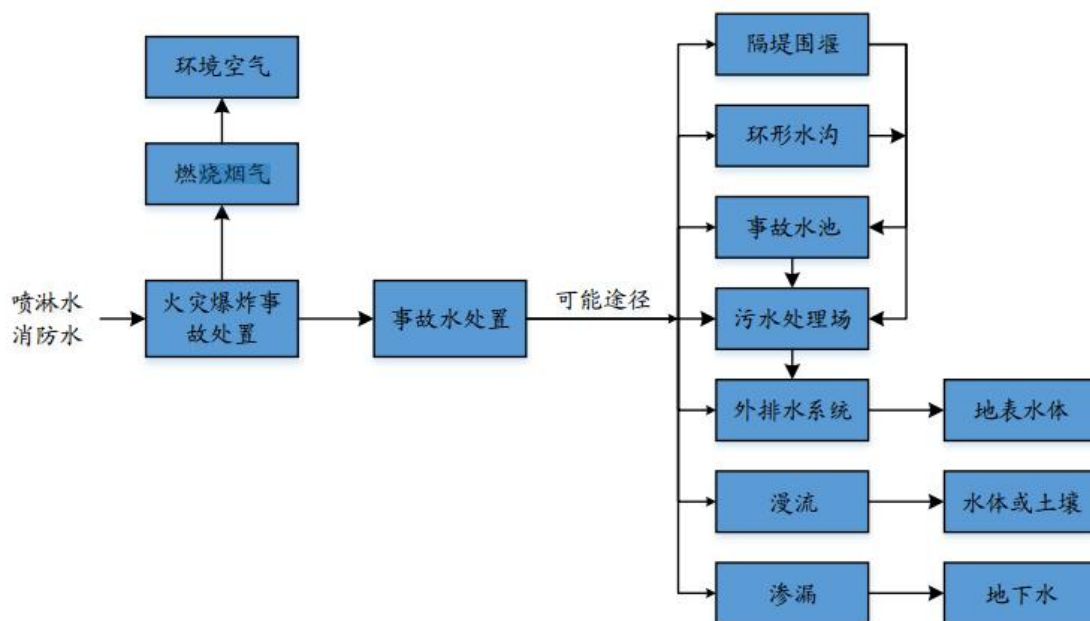 环境空气
燃烧烟气
喷淋水
消防水
火灾爆炸事
故处置
事故水处置
可能途径
隔堤围堰
环形水沟
事故水池
污水处理场
外排水系统
地表水体
漫流
水体或土壤
渗漏
地下水